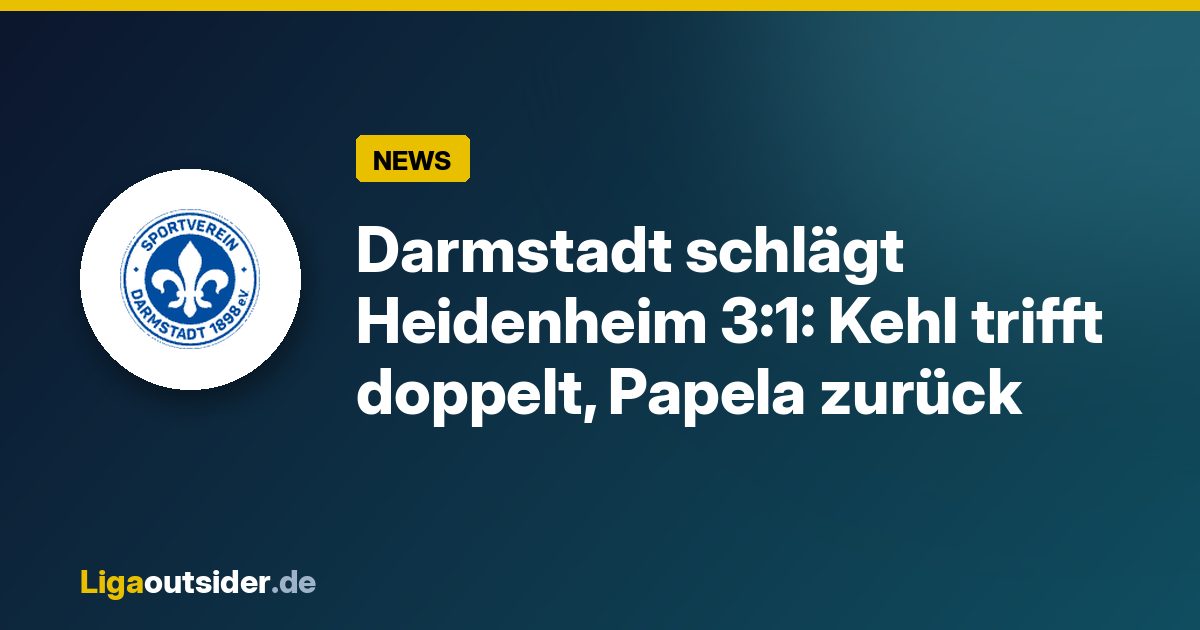 NEWS
SPORTVEREIN
DARMSTADT 1898 e.V.
Darmstadt schlägt
Heidenheim 3:1: Kehl trifft
doppelt, Papela zurück
Ligaoutsider.de